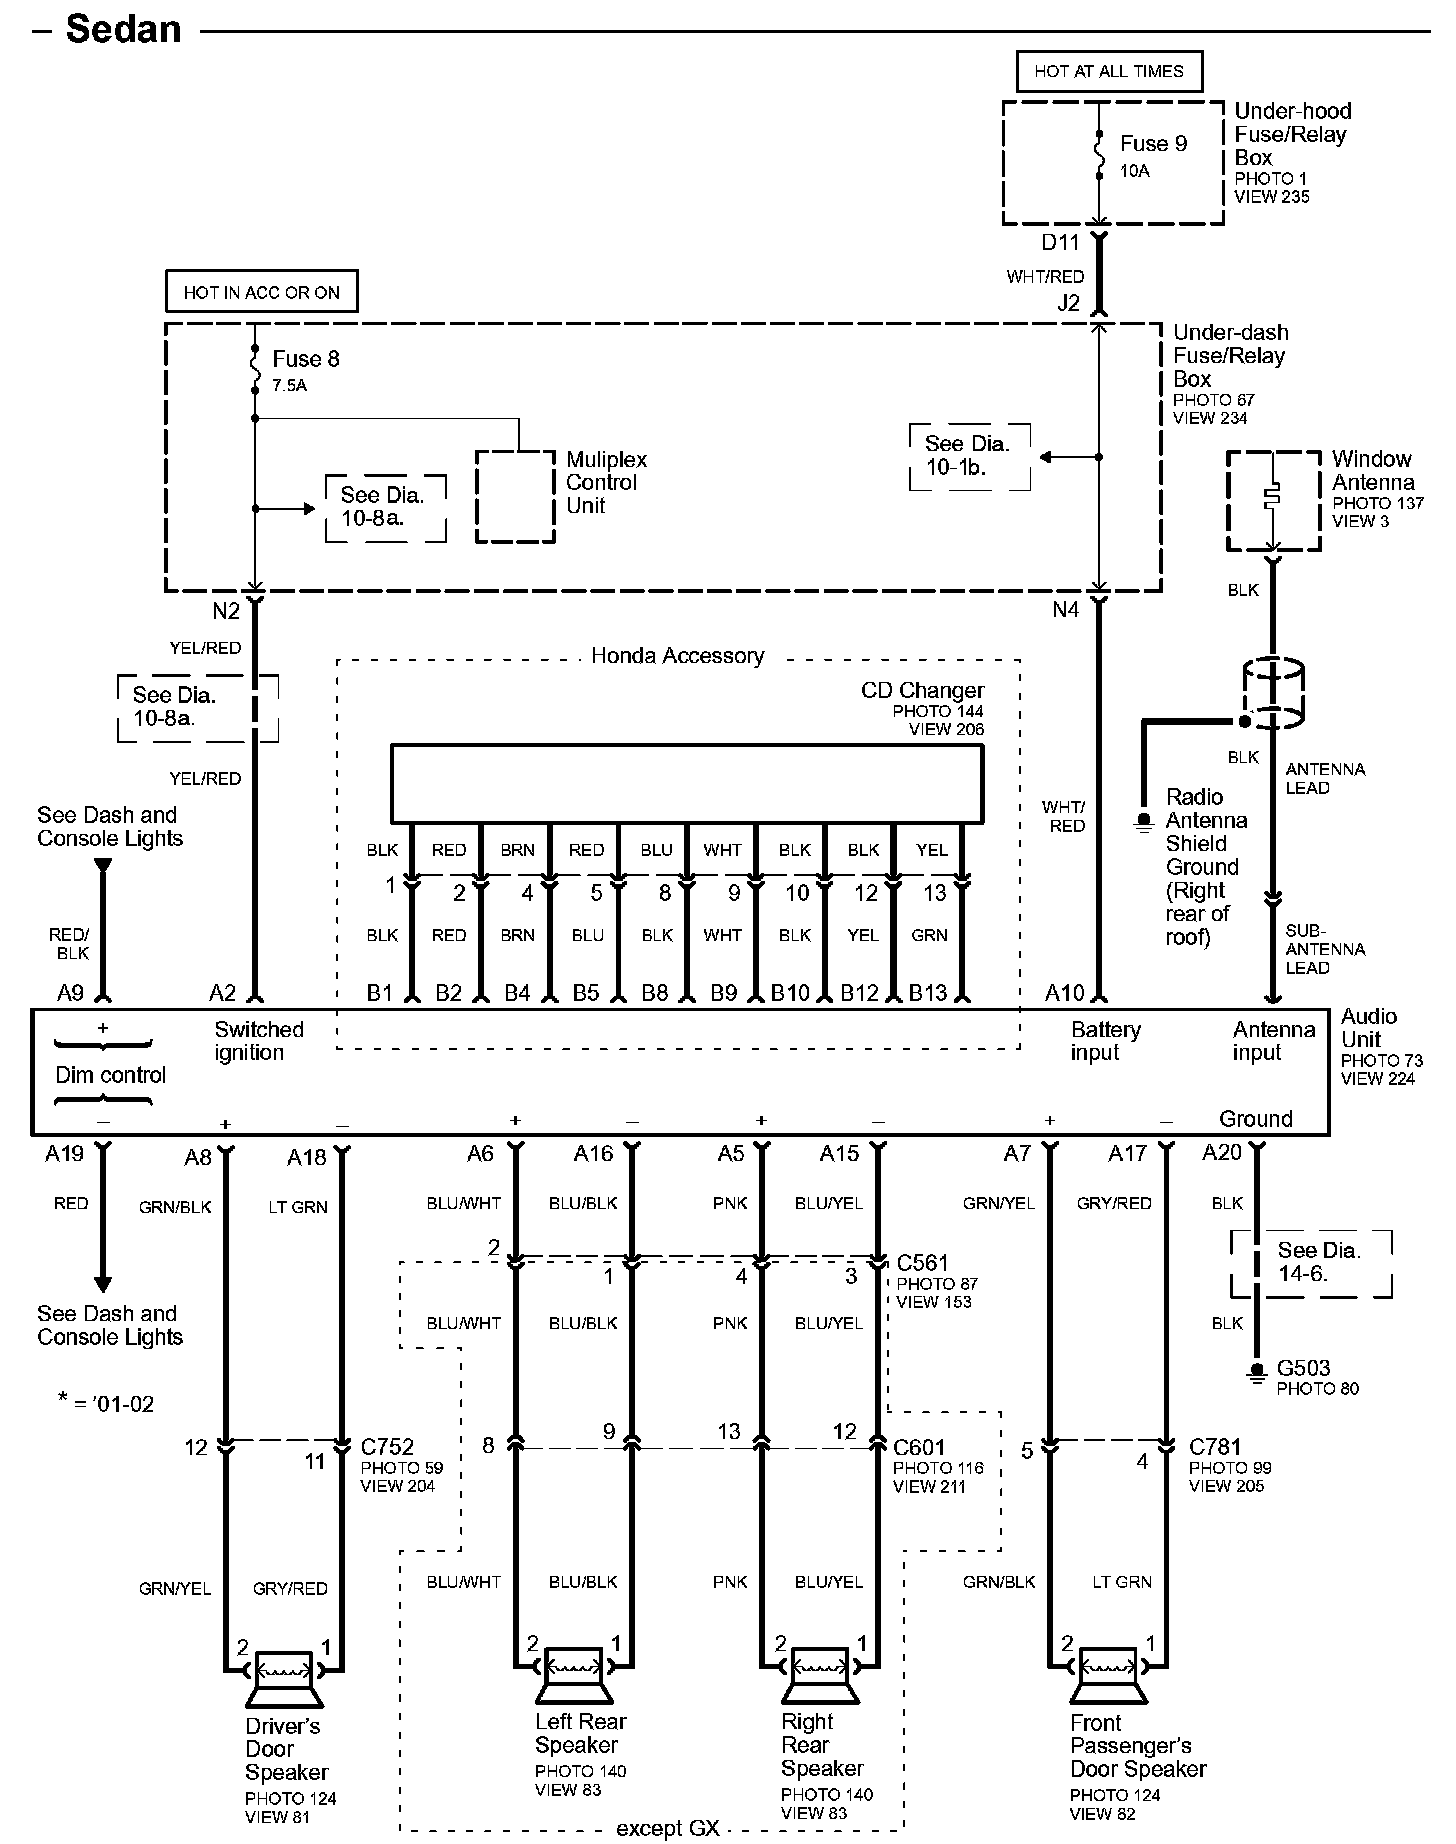 – Sedan
HOT AT ALL TIMES
Fuse 9
10A
Under-hood
Fuse/Relay
Box
PHOTO 1
VIEW 235
D11
WHT/RED
J2
HOT IN ACC OR ON
Fuse 8
7.5A
Under-dash
Fuse/Relay
Box
PHOTO 67
VIEW 234
See Dia.
10-1b.
Muliplex
Control
Unit
See Dia.
10-8a.
Window
Antenna
PHOTO 137
VIEW 3
N2
N4
BLK
YEL/RED
See Dia.
10-8a.
YEL/RED
Honda Accessory
CD Changer
PHOTO 144
VIEW 206
BLK
ANTENNA
LEAD
Radio
Antenna
Shield
Ground
(Right
rear of
roof)
WHT/
RED
See Dash and
Console Lights
BLK RED BRN RED BLU WHT BLK BLK YEL
1 2 4 5 8 9 10 12 13
RED/
BLK
BLK RED BRN BLU BLK WHT BLK YEL GRN
SUB-
ANTENNA
LEAD
A9 A2 B1 B2 B4 B5 B8 B9 B10 B12 B13 A10
+
Dim control
–
Switched
ignition
Battery
input
Antenna
input
Audio
Unit
PHOTO 73
VIEW 224
+ – + – + – + –
Ground
A19 A8 A18 A6 A16 A5 A15 A7 A17 A20
RED GRN/BLK LT GRN BLU/WHT BLU/BLK PNK BLU/YEL GRN/YEL GRY/RED BLK
2 1 4 3
C561
PHOTO 87
VIEW 153
See Dia.
14-6.
See Dash and
Console Lights
BLU/WHT BLU/BLK PNK BLU/YEL BLK
G503
PHOTO 80
* = ’01-02
12 11
C752
PHOTO 59
VIEW 204
8 9 13 12
C601
PHOTO 116
VIEW 211
5 4
C781
PHOTO 99
VIEW 205
GRN/YEL GRY/RED BLU/WHT BLU/BLK PNK BLU/YEL GRN/BLK LT GRN
2 1 2 1 2 1 2 1
Driver’s
Door
Speaker
PHOTO 124
VIEW 81
Left Rear
Speaker
PHOTO 140
VIEW 83
Right
Rear
Speaker
PHOTO 140
VIEW 83
Front
Passenger’s
Door Speaker
PHOTO 124
VIEW 82
except GX